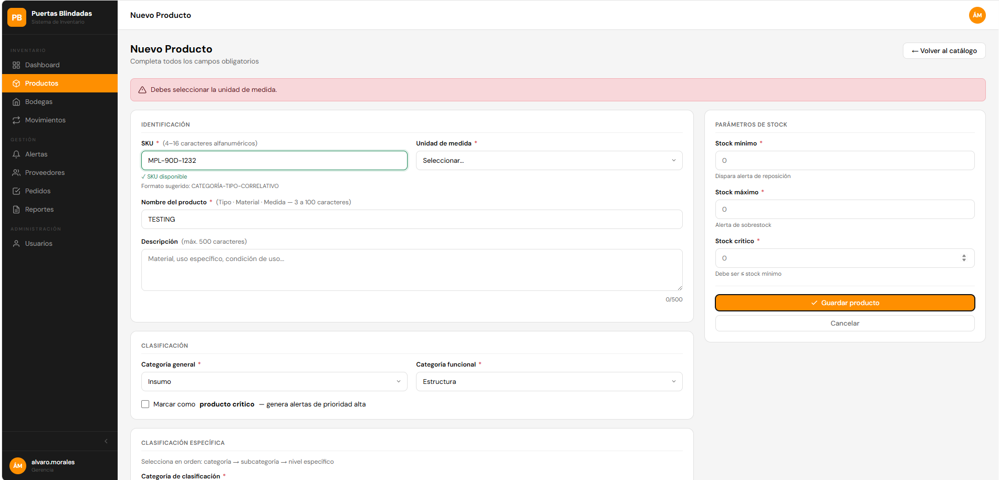 PB
Puertas Blindadas
Sistema de Inventario
INVENTARIO
Dashboard
Productos
Bodegas
Movimientos
GESTIÓN
Alertas
Proveedores
Pedidos
Reportes
ADMINISTRACIÓN
Usuarios
ÁM
alvaro.morales
Gerencia
Nuevo Producto
ÁM
Nuevo Producto
Completa todos los campos obligatorios
← Volver al catálogo
Debes seleccionar la unidad de medida.
IDENTIFICACIÓN
SKU * (4–16 caracteres alfanuméricos)
MPL-90D-1232
✓ SKU disponible
Formato sugerido: CATEGORÍA-TIPO-CORRELATIVO
Unidad de medida *
Seleccionar...
Nombre del producto * (Tipo · Material · Medida — 3 a 100 caracteres)
TESTING
Descripción (máx. 500 caracteres)
Material, uso específico, condición de uso...
0/500
CLASIFICACIÓN
Categoría general *
Insumo
Categoría funcional *
Estructura
Marcar como producto crítico — genera alertas de prioridad alta
CLASIFICACIÓN ESPECÍFICA
Selecciona en orden: categoría → subcategoría → nivel específico
Categoría de clasificación *
PARÁMETROS DE STOCK
Stock mínimo *
0
Dispara alerta de reposición
Stock máximo *
0
Alerta de sobrestock
Stock crítico *
0
Debe ser ≤ stock mínimo
✓ Guardar producto
Cancelar